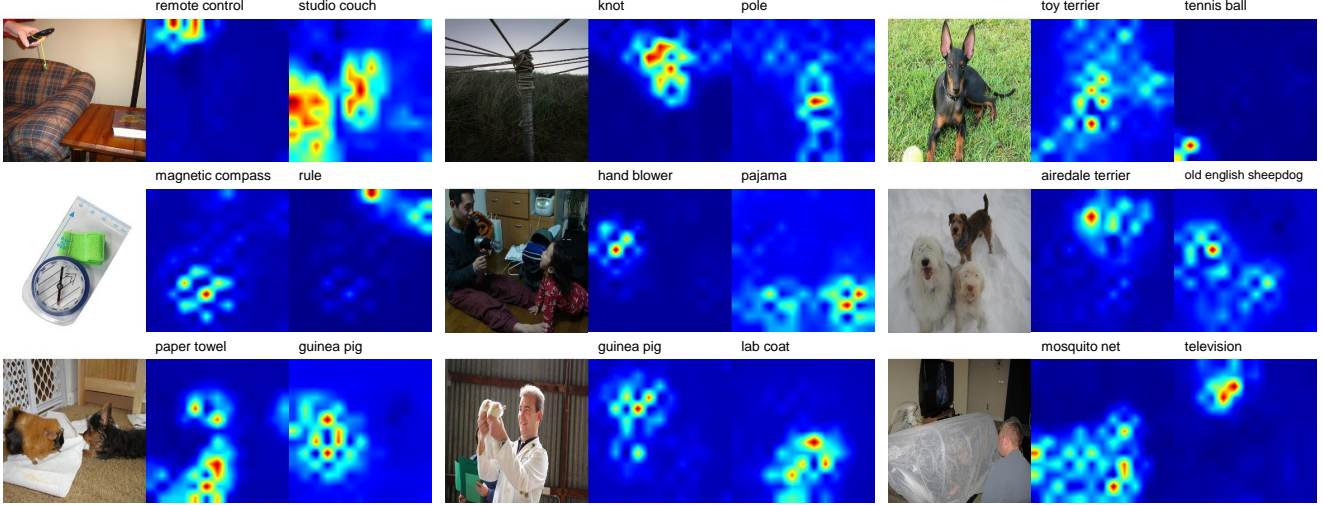 remote control studio couch knot pole toy terrier tennis ball
magnetic compass rule hand blower pajama airedale terrier old english sheepdog
paper towel guinea pig guinea pig lab coat mosquito net television